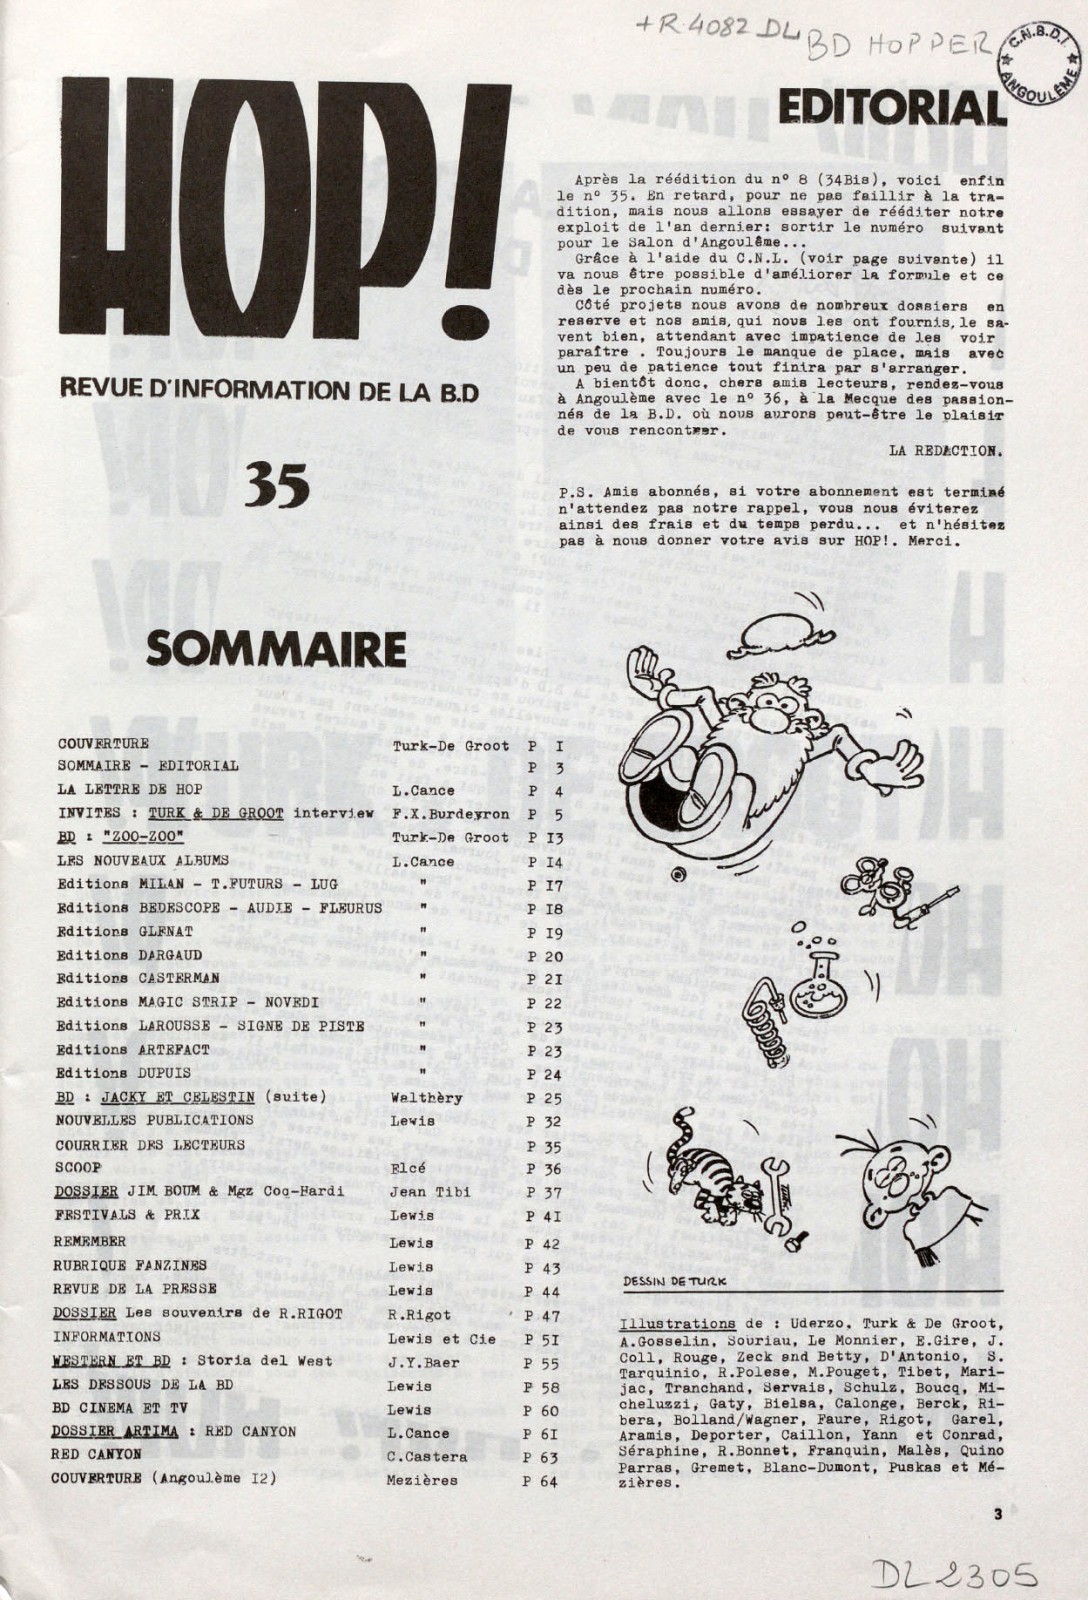 +R.4082 DL BD HOPPER
C.N.B.D.I.
ANGOULÊME
HOP!
REVUE D'INFORMATION DE LA B.D
35
EDITORIAL
Après la réédition du n° 8 (34Bis), voici enfin
le n° 35. En retard, pour ne pas faillir à la tra-
dition, mais nous allons essayer de rééditer notre
exploit de l'an dernier: sortir le numéro suivant
pour le Salon d'Angoulême...
Grâce à l'aide du C.N.L. (voir page suivante) il
va nous être possible d'améliorer la formule et ce
dès le prochain numéro.
Côté projets nous avons de nombreux dossiers en
reserve et nos amis, qui nous les ont fournis, le sa-
vent bien, attendant avec impatience de les voir
paraître . Toujours le manque de place, mais avec
un peu de patience tout finira par s'arranger.
A bientôt donc, chers amis lecteurs, rendez-vous
à Angoulème avec le n° 36, à la Mecque des passion-
nés de la B.D. où nous aurons peut-être le plaisir
de vous rencontrer.
LA REDACTION.
P.S. Amis abonnés, si votre abonnement est terminé
n'attendez pas notre rappel, vous nous éviterez
ainsi des frais et du temps perdu... et n'hésitez
pas à nous donner votre avis sur HOP!. Merci.
SOMMAIRE
COUVERTURE Turk-De Groot P I
SOMMAIRE - EDITORIAL P 3
LA LETTRE DE HOP L.Cance P 4
INVITES : TURK & DE GROOT interview F.X.Burdeyron P 5
BD : "ZOO-ZOO" Turk-De Groot P I3
LES NOUVEAUX ALBUMS L.Cance P I4
Editions MILAN - T.FUTURS - LUG " P I7
Editions BEDESCOPE - AUDIE - FLEURUS " P I8
Editions GLENAT " P I9
Editions DARGAUD " P 20
Editions CASTERMAN " P 2I
Editions MAGIC STRIP - NOVEDI " P 22
Editions LAROUSSE - SIGNE DE PISTE " P 23
Editions ARTEFACT " P 23
Editions DUPUIS " P 24
BD : JACKY ET CELESTIN (suite) Walthèry P 25
NOUVELLES PUBLICATIONS Lewis P 32
COURRIER DES LECTEURS P 35
SCOOP Elcé P 36
DOSSIER JIM BOUM & Mgz Coq-Hardi Jean Tibi P 37
FESTIVALS & PRIX Lewis P 4I
REMEMBER Lewis P 42
RUBRIQUE FANZINES Lewis P 43
REVUE DE LA PRESSE Lewis P 44
DOSSIER Les souvenirs de R.RIGOT R.Rigot P 47
INFORMATIONS Lewis et Cie P 5I
WESTERN ET BD : Storia del West J.Y.Baer P 55
LES DESSOUS DE LA BD Lewis P 58
BD CINEMA ET TV Lewis P 60
DOSSIER ARTIMA : RED CANYON L.Cance P 6I
RED CANYON C.Castera P 63
COUVERTURE (Angoulème I2) Mezières P 64
TURK
DESSIN DE TURK
Illustrations de : Uderzo, Turk & De Groot,
A.Gosselin, Souriau, Le Monnier, E.Gire, J.
Coll, Rouge, Zeck and Betty, D'Antonio, S.
Tarquinio, R.Polese, M.Pouget, Tibet, Mari-
jac, Tranchand, Servais, Schulz, Boucq, Mi-
cheluzzi, Gaty, Bielsa, Calonge, Berck, Ri-
bera, Bolland/Wagner, Faure, Rigot, Garel,
Aramis, Deporter, Caillon, Yann et Conrad,
Séraphine, R.Bonnet, Franquin, Malès, Quino
Parras, Gremet, Blanc-Dumont, Puskas et Mé-
zières.
3
DL 2305